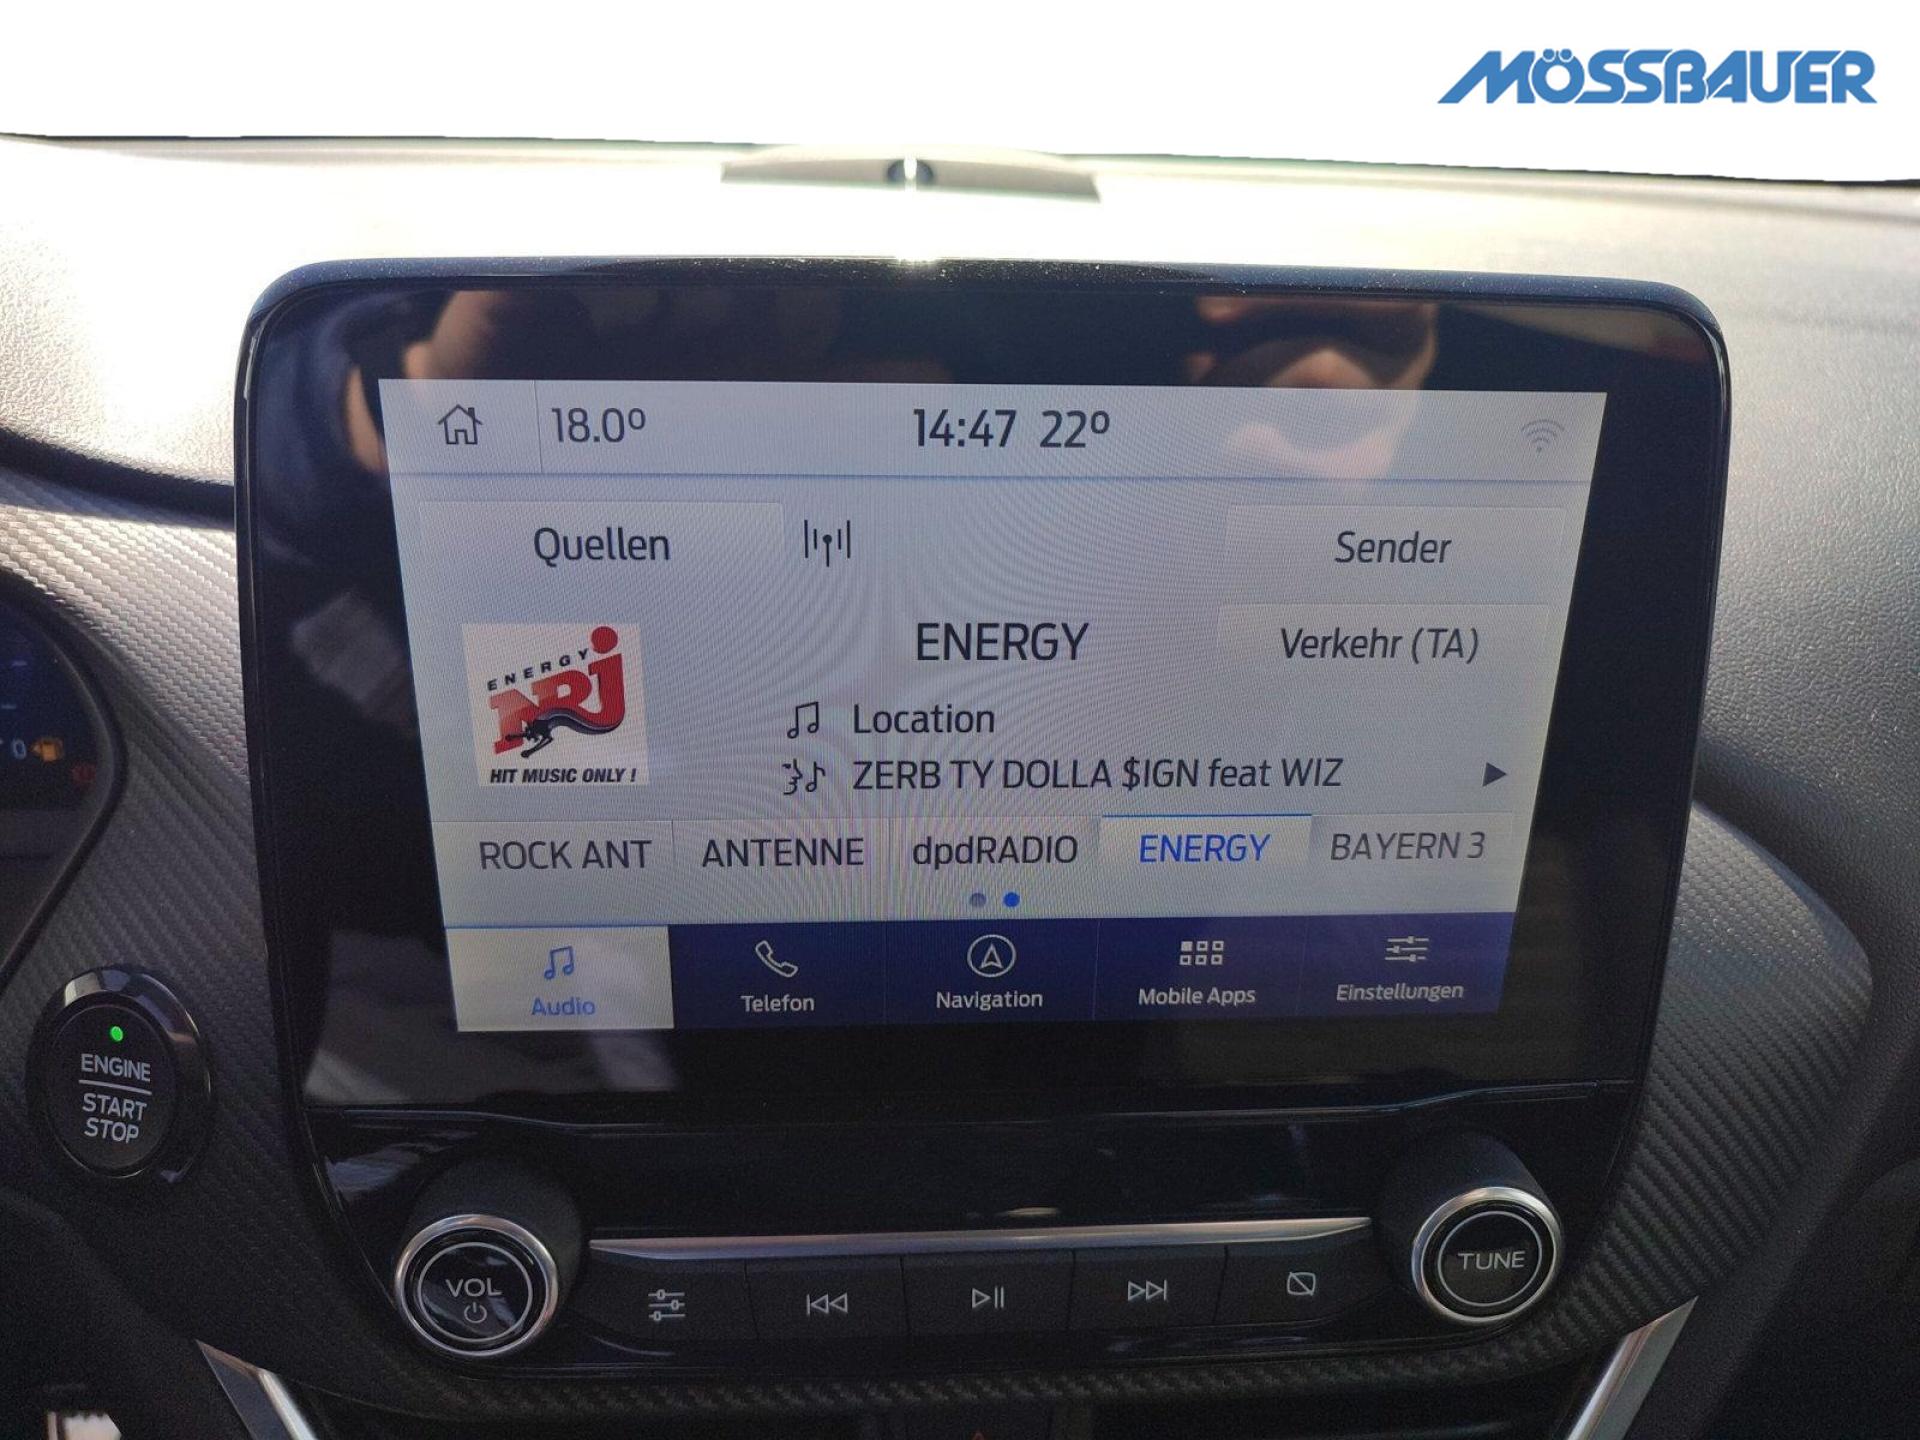 MÖSSBAUER
18.0º
14:47 22º
Quellen
Sender
ENERGY
Verkehr (TA)
ENERGY
NRJ
HIT MUSIC ONLY !
Location
ZERB TY DOLLA $IGN feat WIZ
ROCK ANT
ANTENNE
dpdRADIO
ENERGY
BAYERN 3
Audio
Telefon
Navigation
Mobile Apps
Einstellungen
0
ENGINE
START
STOP
VOL
TUNE